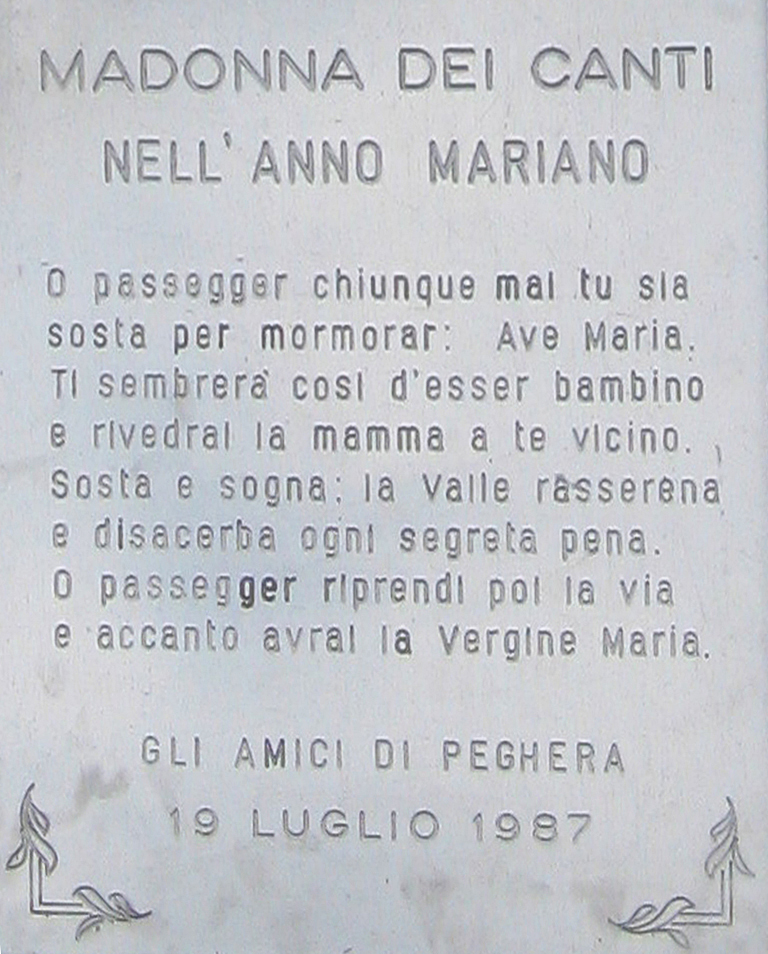 MADONNA DEI CANTI
NELL'ANNO MARIANO
O passegger chiunque mai tu sia
sosta per mormorar: Ave Maria.
Ti sembrerà così d'esser bambino
e rivedrai la mamma a te vicino.
Sosta e sogna: la Valle rasserena
e disacerba ogni segreta pena.
O passegger riprendi poi la via
e accanto avrai la Vergine Maria.
GLI AMICI DI PEGHERA
19 LUGLIO 1987